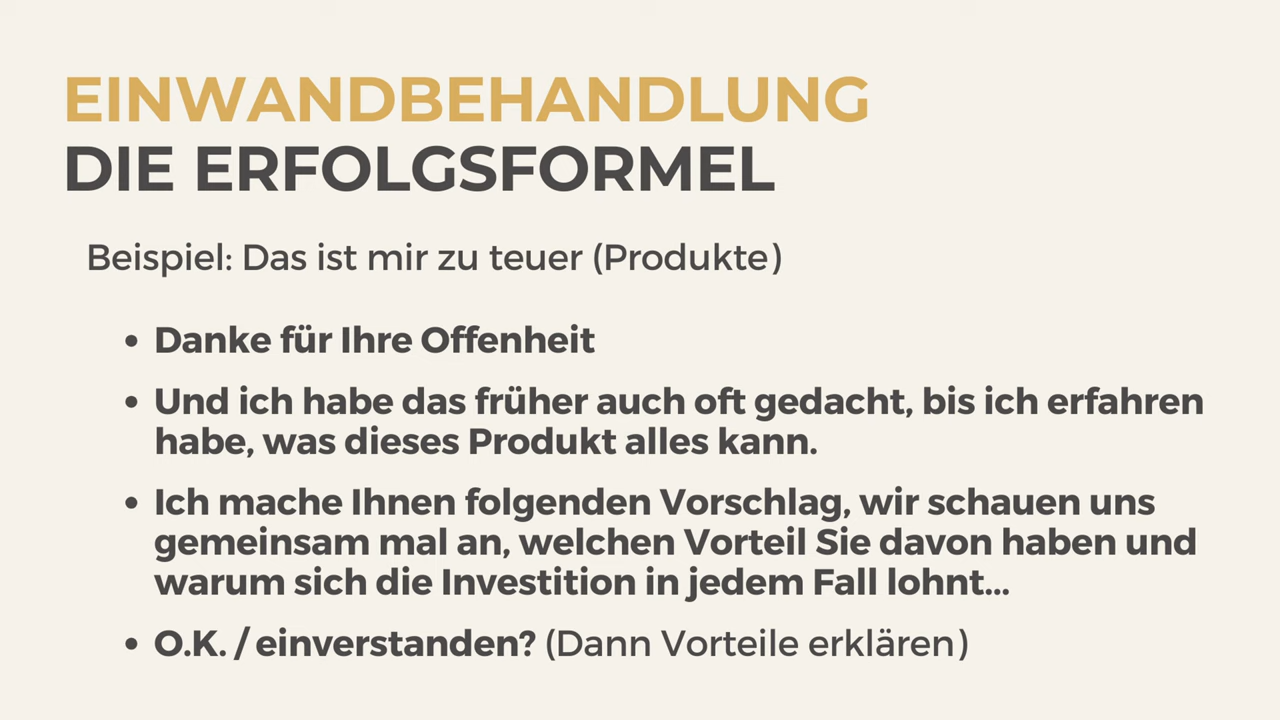 EINWANDBEHANDLUNG
DIE ERFOLGSFORMEL
Beispiel: Das ist mir zu teuer (Produkte)
• Danke für Ihre Offenheit
• Und ich habe das früher auch oft gedacht, bis ich erfahren
habe, was dieses Produkt alles kann.
• Ich mache Ihnen folgenden Vorschlag, wir schauen uns
gemeinsam mal an, welchen Vorteil Sie davon haben und
warum sich die Investition in jedem Fall lohnt...
• O.K. / einverstanden? (Dann Vorteile erklären)